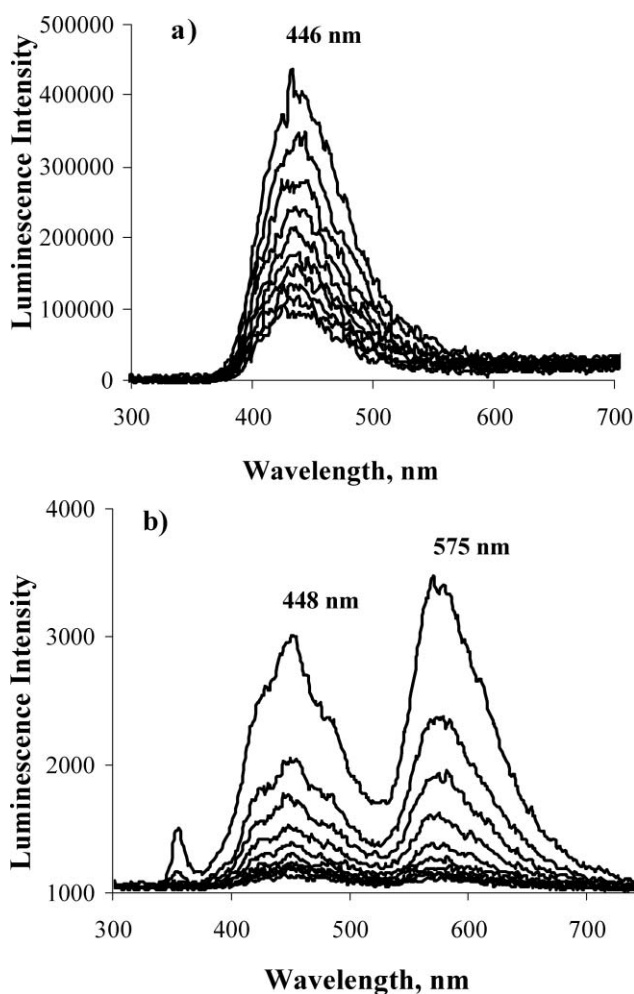 a)
446 nm
Luminescence Intensity
500000
400000
300000
200000
100000
0
300 400 500 600 700
Wavelength, nm
b)
448 nm
575 nm
Luminescence Intensity
4000
3000
2000
1000
300 400 500 600 700
Wavelength, nm